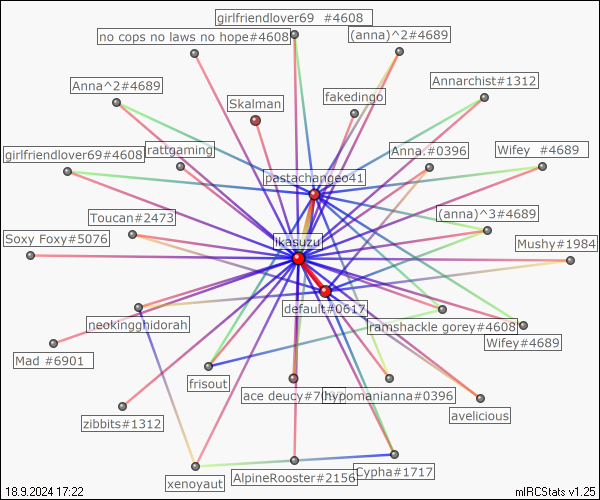 girlfriendlover69 #4608
no cops no laws no hope#4608
(anna)^2#4689
Anna^2#4689
Annarchist#1312
Skalman
fakedingo
girlfriendlover69#4608
rattgaming
Anna.#0396
Wifey #4689
pastachangeo41
Toucan#2473
(anna)^3#4689
Soxy Foxy#5076
ikasuzu
Mushy#1984
default#0617
neokingghidorah
ramshackle gorey#4608
Wifey#4689
Mad #6901
frisout
ace deucy#7
hypomanianna#0396
avelicious
zibbits#1312
xenoyaut
AlpineRooster#2156
Cypha#1717
18.9.2024 17:22
mIRCStats v1.25